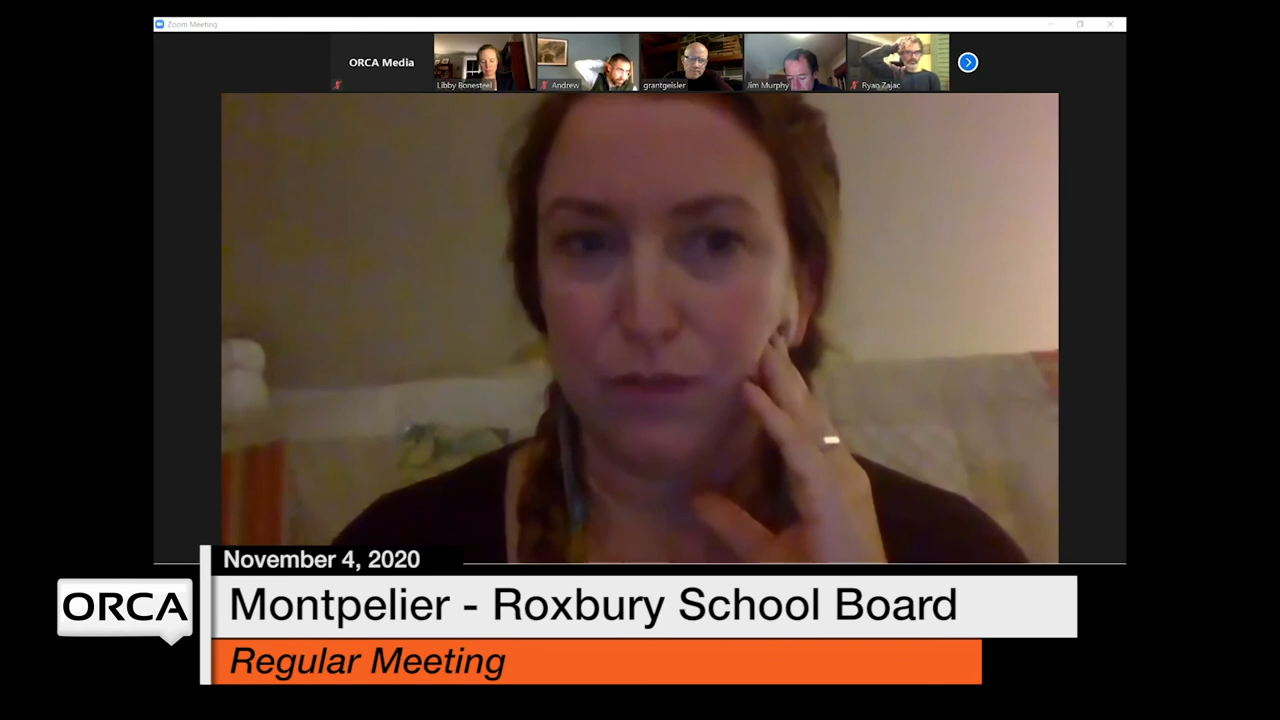 Zoom Meeting
ORCA Media
Libby Bonesteel
Andrew
grantgeisler
Jim Murphy
Ryan Zajac
November 4, 2020
ORCA
Montpelier - Roxbury School Board
Regular Meeting